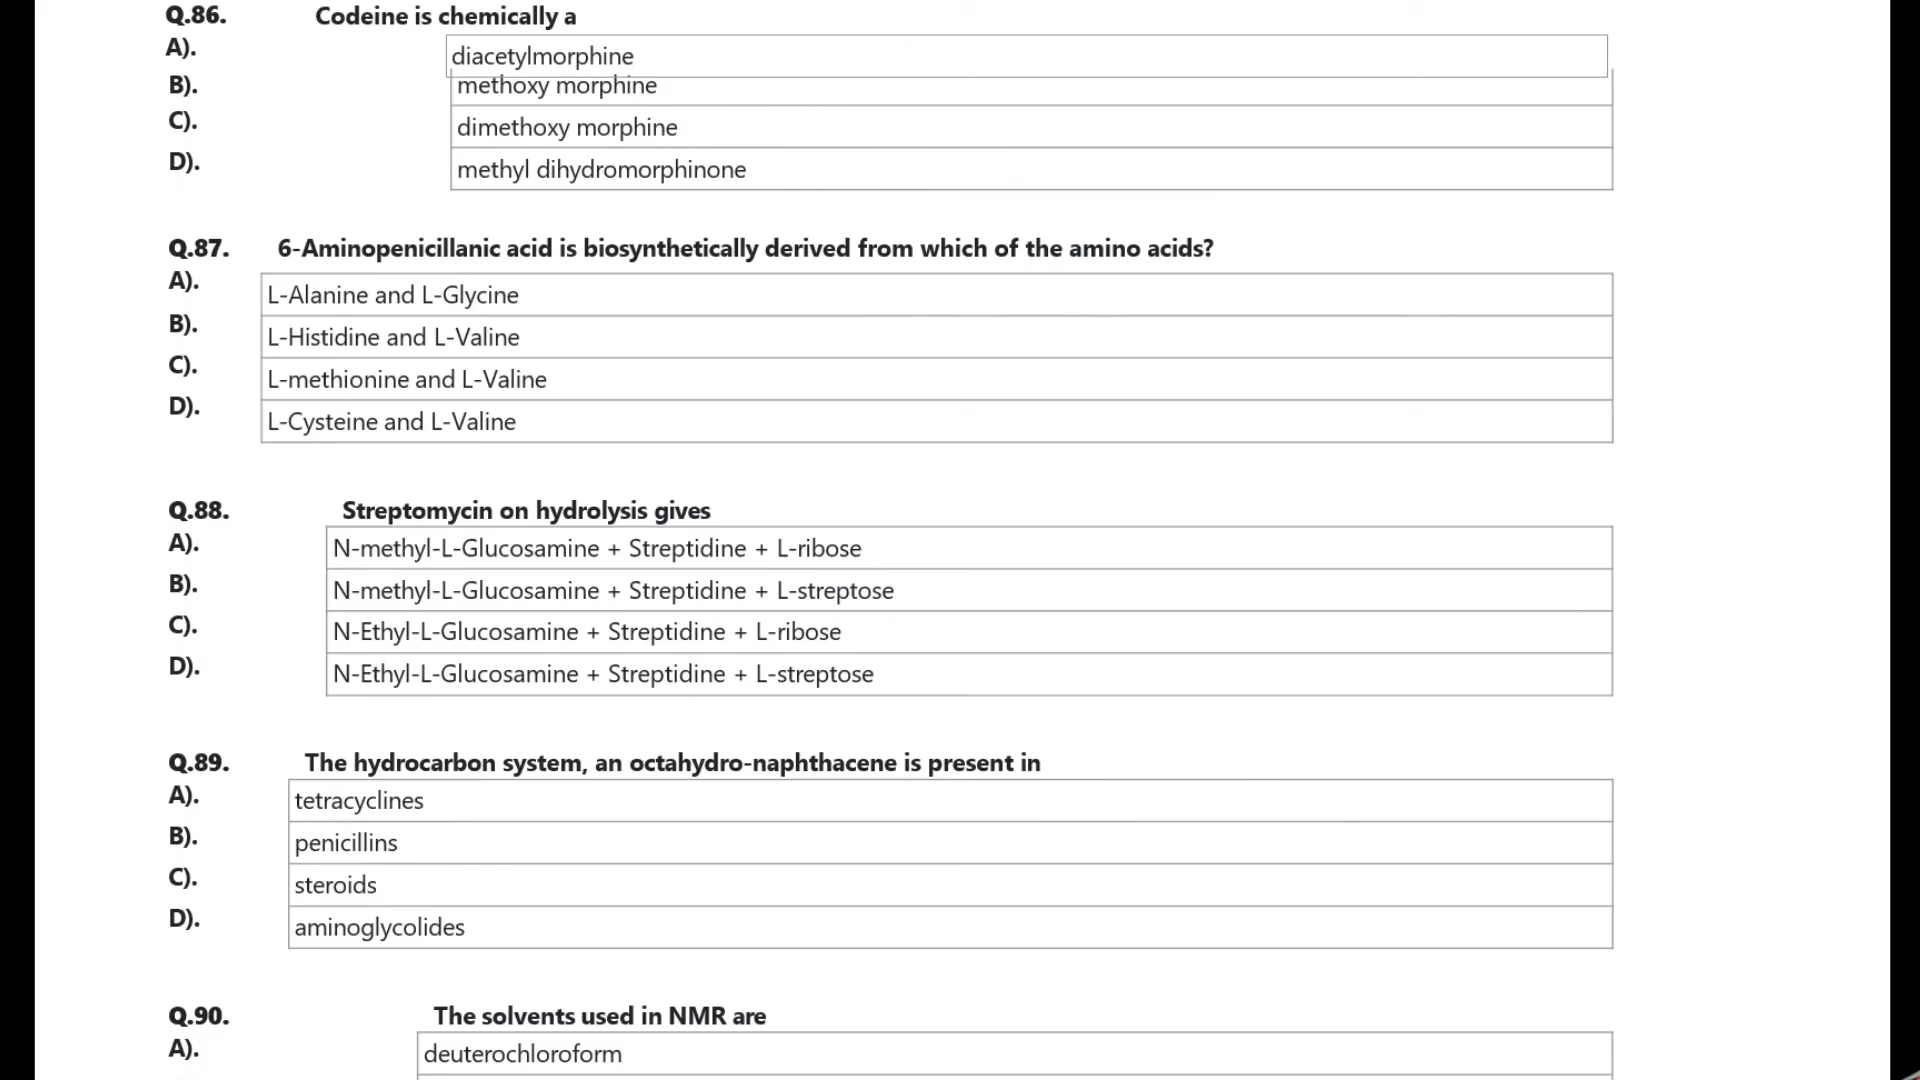 Q.86. Codeine is chemically a
A). diacetylmorphine
B). methoxy morphine
C). dimethoxy morphine
D). methyl dihydromorphinone
Q.87. 6-Aminopenicillanic acid is biosynthetically derived from which of the amino acids?
A). L-Alanine and L-Glycine
B). L-Histidine and L-Valine
C). L-methionine and L-Valine
D). L-Cysteine and L-Valine
Q.88. Streptomycin on hydrolysis gives
A). N-methyl-L-Glucosamine + Streptidine + L-ribose
B). N-methyl-L-Glucosamine + Streptidine + L-streptose
C). N-Ethyl-L-Glucosamine + Streptidine + L-ribose
D). N-Ethyl-L-Glucosamine + Streptidine + L-streptose
Q.89. The hydrocarbon system, an octahydro-naphthacene is present in
A). tetracyclines
B). penicillins
C). steroids
D). aminoglycolides
Q.90. The solvents used in NMR are
A). deuterochloroform